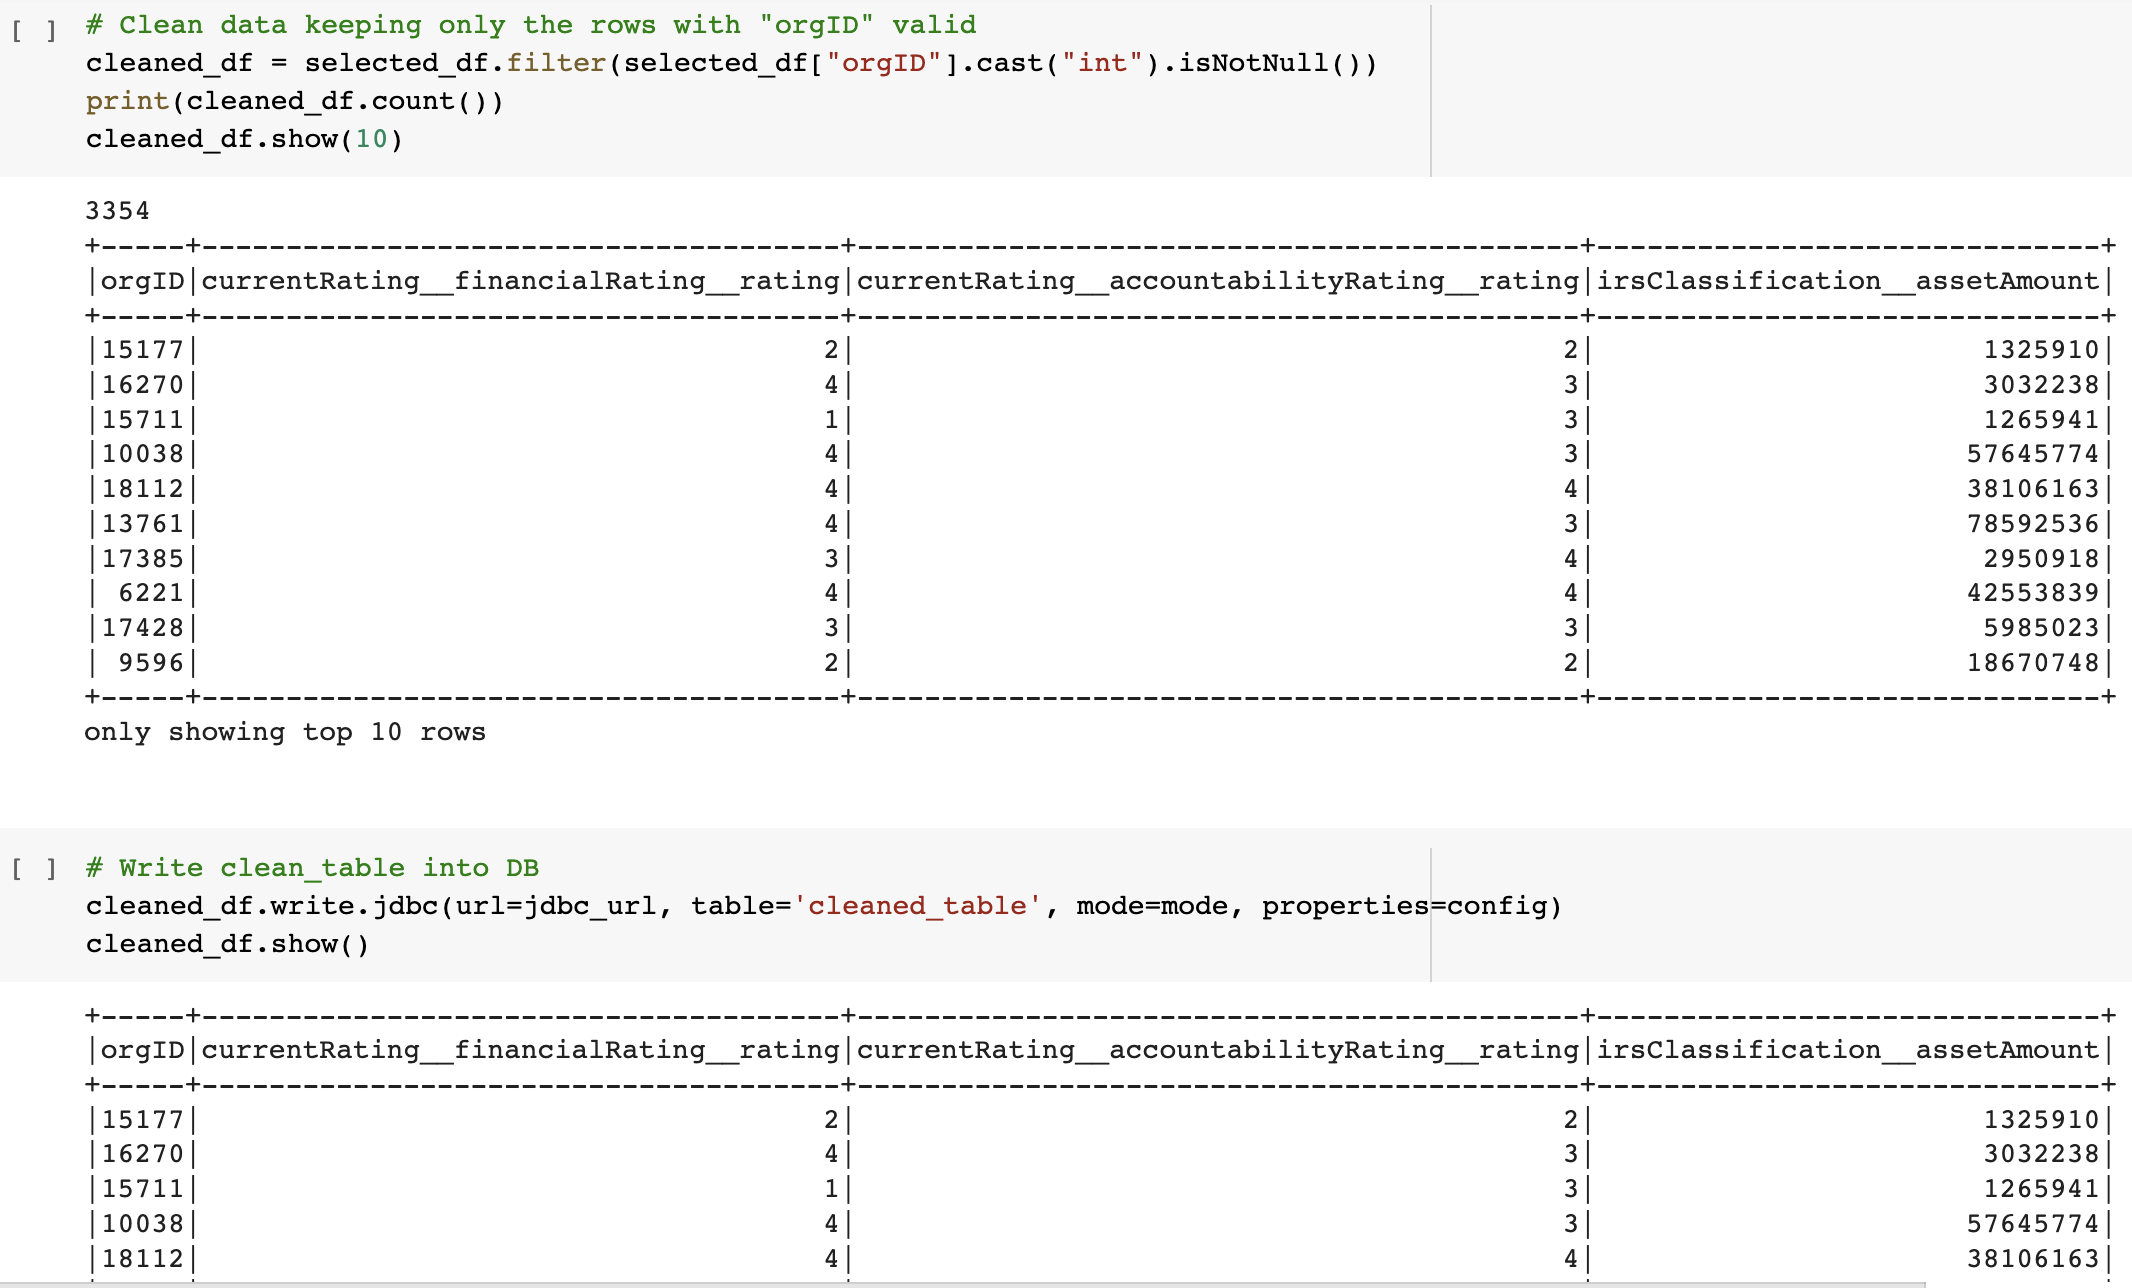 [ ] # Clean data keeping only the rows with "orgID" valid
cleaned_df = selected_df.filter(selected_df["orgID"].cast("int").isNotNull())
print(cleaned_df.count())
cleaned_df.show(10)
3354
+-----+--------------------------------------+-------------------------------------------+------------------------------+
|orgID|currentRating__financialRating__rating|currentRating__accountabilityRating__rating|irsClassification__assetAmount|
+-----+--------------------------------------+-------------------------------------------+------------------------------+
|15177|                                     2|                                          2|                       1325910|
|16270|                                     4|                                          3|                       3032238|
|15711|                                     1|                                          3|                       1265941|
|10038|                                     4|                                          3|                      57645774|
|18112|                                     4|                                          4|                      38106163|
|13761|                                     4|                                          3|                      78592536|
|17385|                                     3|                                          4|                       2950918|
| 6221|                                     4|                                          4|                      42553839|
|17428|                                     3|                                          3|                       5985023|
| 9596|                                     2|                                          2|                      18670748|
+-----+--------------------------------------+-------------------------------------------+------------------------------+
only showing top 10 rows
[ ] # Write clean_table into DB
cleaned_df.write.jdbc(url=jdbc_url, table='cleaned_table', mode=mode, properties=config)
cleaned_df.show()
+-----+--------------------------------------+-------------------------------------------+------------------------------+
|orgID|currentRating__financialRating__rating|currentRating__accountabilityRating__rating|irsClassification__assetAmount|
+-----+--------------------------------------+-------------------------------------------+------------------------------+
|15177|                                     2|                                          2|                       1325910|
|16270|                                     4|                                          3|                       3032238|
|15711|                                     1|                                          3|                       1265941|
|10038|                                     4|                                          3|                      57645774|
|18112|                                     4|                                          4|                      38106163|